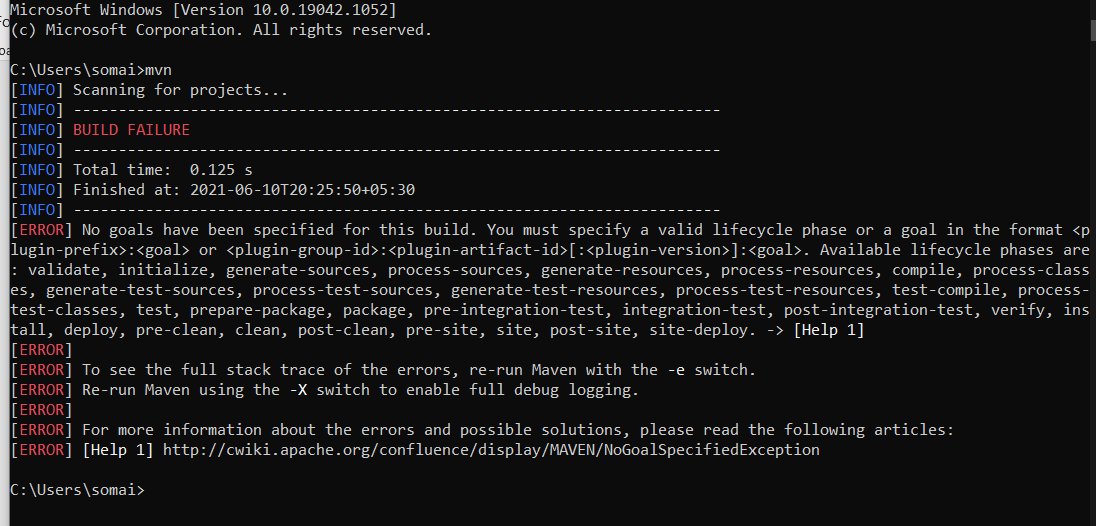 Microsoft Windows [Version 10.0.19042.1052]
(c) Microsoft Corporation. All rights reserved.
C:\Users\somai>mvn
[INFO] Scanning for projects...
[INFO] ------------------------------------------------------------------------
[INFO] BUILD FAILURE
[INFO] ------------------------------------------------------------------------
[INFO] Total time:  0.125 s
[INFO] Finished at: 2021-06-10T20:25:50+05:30
[INFO] ------------------------------------------------------------------------
[ERROR] No goals have been specified for this build. You must specify a valid lifecycle phase or a goal in the format <p
lugin-prefix>:<goal> or <plugin-group-id>:<plugin-artifact-id>[:<plugin-version>]:<goal>. Available lifecycle phases are
: validate, initialize, generate-sources, process-sources, generate-resources, process-resources, compile, process-class
es, generate-test-sources, process-test-sources, generate-test-resources, process-test-resources, test-compile, process-
test-classes, test, prepare-package, package, pre-integration-test, integration-test, post-integration-test, verify, ins
tall, deploy, pre-clean, clean, post-clean, pre-site, site, post-site, site-deploy. -> [Help 1]
[ERROR]
[ERROR] To see the full stack trace of the errors, re-run Maven with the -e switch.
[ERROR] Re-run Maven using the -X switch to enable full debug logging.
[ERROR]
[ERROR] For more information about the errors and possible solutions, please read the following articles:
[ERROR] [Help 1] http://cwiki.apache.org/confluence/display/MAVEN/NoGoalSpecifiedException
C:\Users\somai>